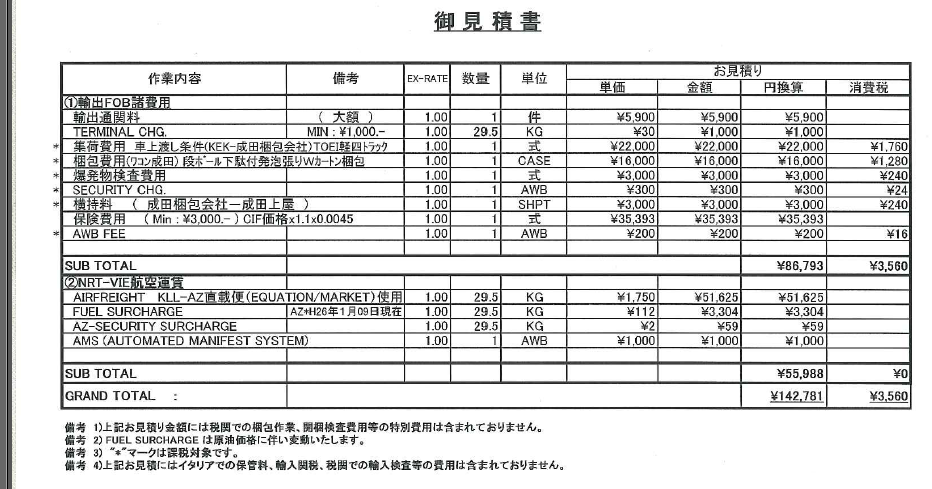 御見積書
作業内容 備考 EX-RATE 数量 単位 お見積り
単価 金額 円換算 消費税
①輸出FOB諸費用
輸出通関料 ( 大額 ) 1.00 1 件 ¥5,900 ¥5,900 ¥5,900
TERMINAL CHG. MIN : ¥1,000.- 1.00 29.5 KG ¥30 ¥1,000 ¥1,000
* 集荷費用 車上渡し条件(KEK-成田梱包会社)TOEI軽四トラック 1.00 1 式 ¥22,000 ¥22,000 ¥22,000 ¥1,760
* 梱包費用(ワコン成田) 段ボール下駄付発泡張りWカートン梱包 1.00 1 CASE ¥16,000 ¥16,000 ¥16,000 ¥1,280
* 爆発物検査費用 1.00 1 式 ¥3,000 ¥3,000 ¥3,000 ¥240
* SECURITY CHG. 1.00 1 AWB ¥300 ¥300 ¥300 ¥24
* 横持料 ( 成田梱包会社ー成田上屋 ) 1.00 1 SHPT ¥3,000 ¥3,000 ¥3,000 ¥240
保険費用 ( Min : ¥3,000.- ) CIF価格x1.1x0.0045 1.00 1 式 ¥35,393 ¥35,393 ¥35,393
* AWB FEE 1.00 1 AWB ¥200 ¥200 ¥200 ¥16
SUB TOTAL ¥86,793 ¥3,560
②NRT-VIE航空運賃
AIRFREIGHT KLL-AZ直載便(EQUATION/MARKET)使用 1.00 29.5 KG ¥1,750 ¥51,625 ¥51,625
FUEL SURCHARGE AZ*H26年1月09日現在 1.00 29.5 KG ¥112 ¥3,304 ¥3,304
AZ-SECURITY SURCHARGE 1.00 29.5 KG ¥2 ¥59 ¥59
AMS (AUTOMATED MANIFEST SYSTEM) 1.00 1 AWB ¥1,000 ¥1,000 ¥1,000
SUB TOTAL ¥55,988 ¥0
GRAND TOTAL : ¥142,781 ¥3,560
備考 1)上記お見積り金額には税関での梱包作業、開梱検査費用等の特別費用は含まれておりません。
備考 2) FUEL SURCHARGE は原油価格に伴い変動いたします。
備考 3) "*"マークは課税対象です。
備考 4)上記お見積にはイタリアでの保管料、輸入関税、税関での輸入検査等の費用は含まれておりません。